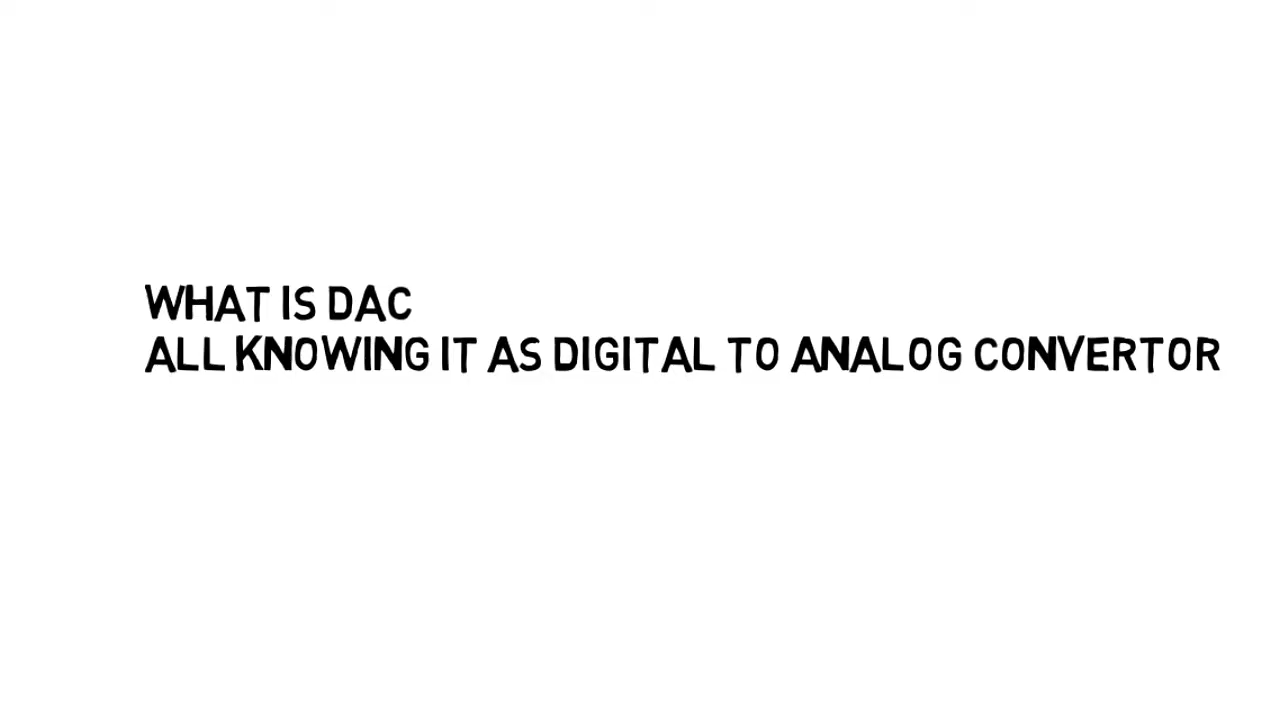 WHAT IS DAC
ALL KNOWING IT AS DIGITAL TO ANALOG CONVERTOR